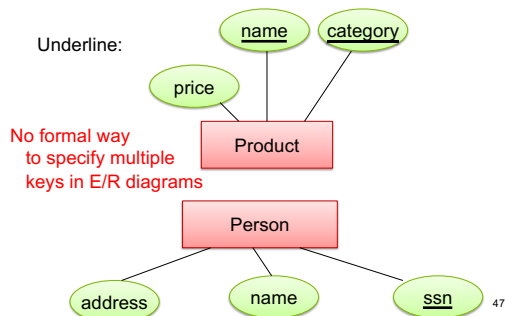 Underline:
name
category
price
No formal way
to specify multiple
keys in E/R diagrams
Product
Person
address
name
ssn
47